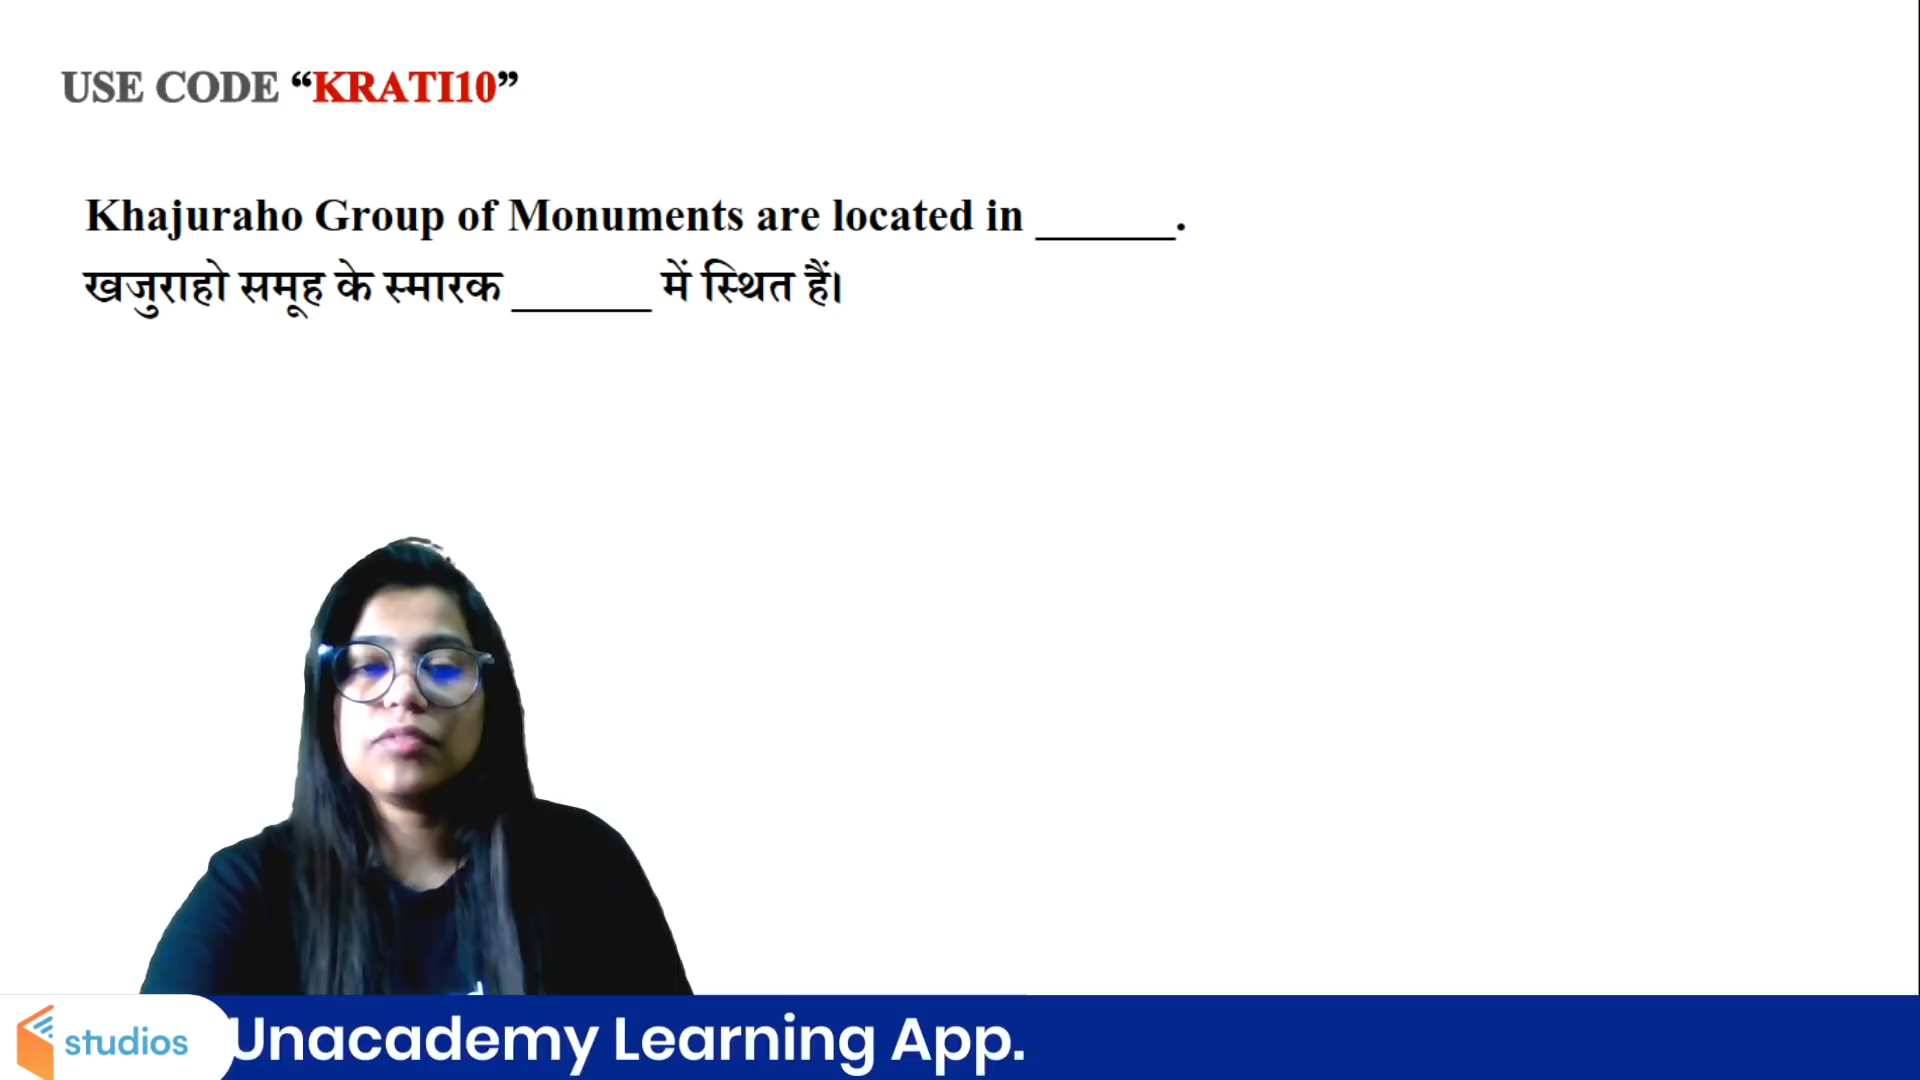 USE CODE “KRATI10”
Khajuraho Group of Monuments are located in ______.
खजुराहो समूह के स्मारक ______ में स्थित हैं।
studios
Unacademy Learning App.